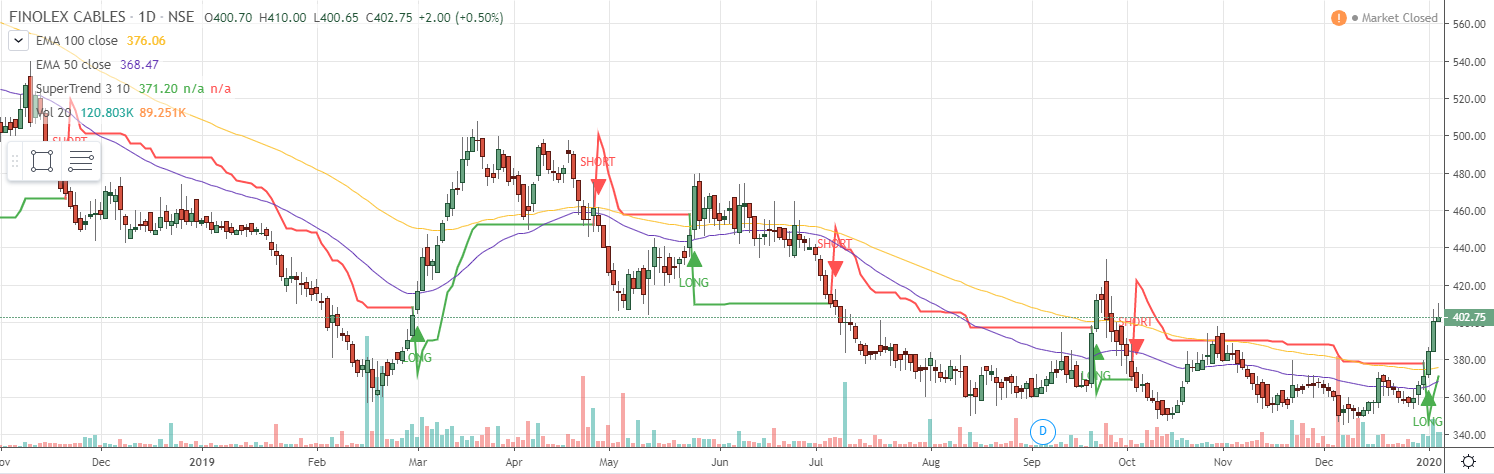 FINOLEX CABLES · 1D · NSE O400.70 H410.00 L400.65 C402.75 +2.00 (+0.50%)
! Market Closed
EMA 100 close 376.06
EMA 50 close 368.47
SuperTrend 3 10 371.20 n/a n/a
Vol 20 120.803K 89.251K
SHORT
SHORT
SHORT
LONG
SHORT
LONG
LONG
LONG
D
560.00
540.00
520.00
500.00
480.00
460.00
440.00
420.00
402.75
380.00
360.00
340.00
ov Dec 2019 Feb Mar Apr May Jun Jul Aug Sep Oct Nov Dec 2020